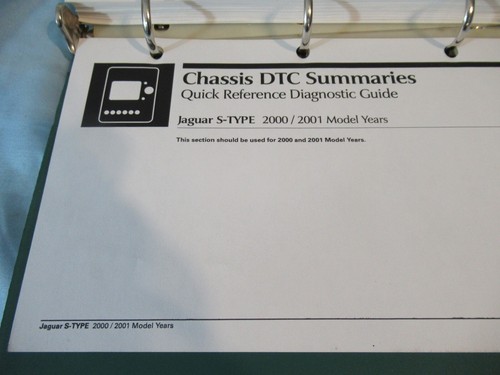 Chassis DTC Summaries
Quick Reference Diagnostic Guide
Jaguar S-TYPE 2000 / 2001 Model Years
This section should be used for 2000 and 2001 Model Years.
Jaguar S-TYPE 2000 / 2001 Model Years